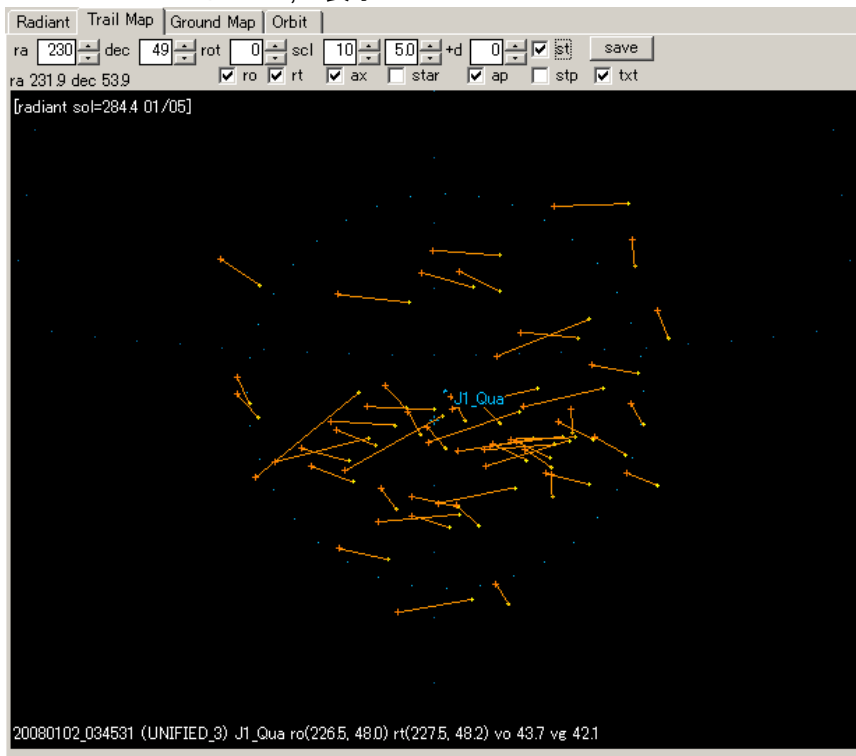 Radiant Trail Map Ground Map Orbit
ra 230 dec 49 rot 0 scl 10 5.0 +d 0 st save
ra 231.9 dec 53.9 ro rt ax star ap stp txt
[radiant sol=284.4 01/05]
J1_Qua
20080102_034531 (UNIFIED_3) J1_Qua ro(226.5, 48.0) rt(227.5, 48.2) vo 43.7 vg 42.1